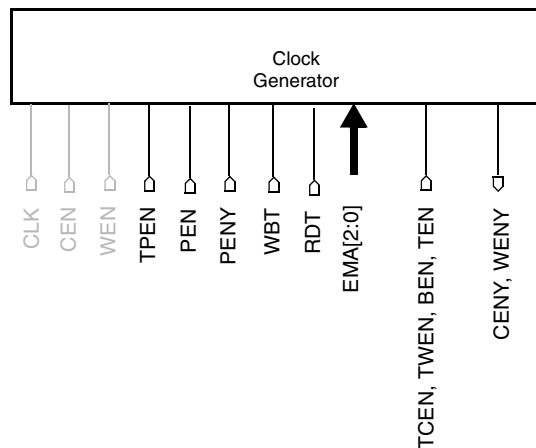 Clock
Generator
CLK
CEN
WEN
TPEN
PEN
PENY
WBT
RDT
EMA[2:0]
TCEN, TWEN, BEN, TEN
CENY, WENY